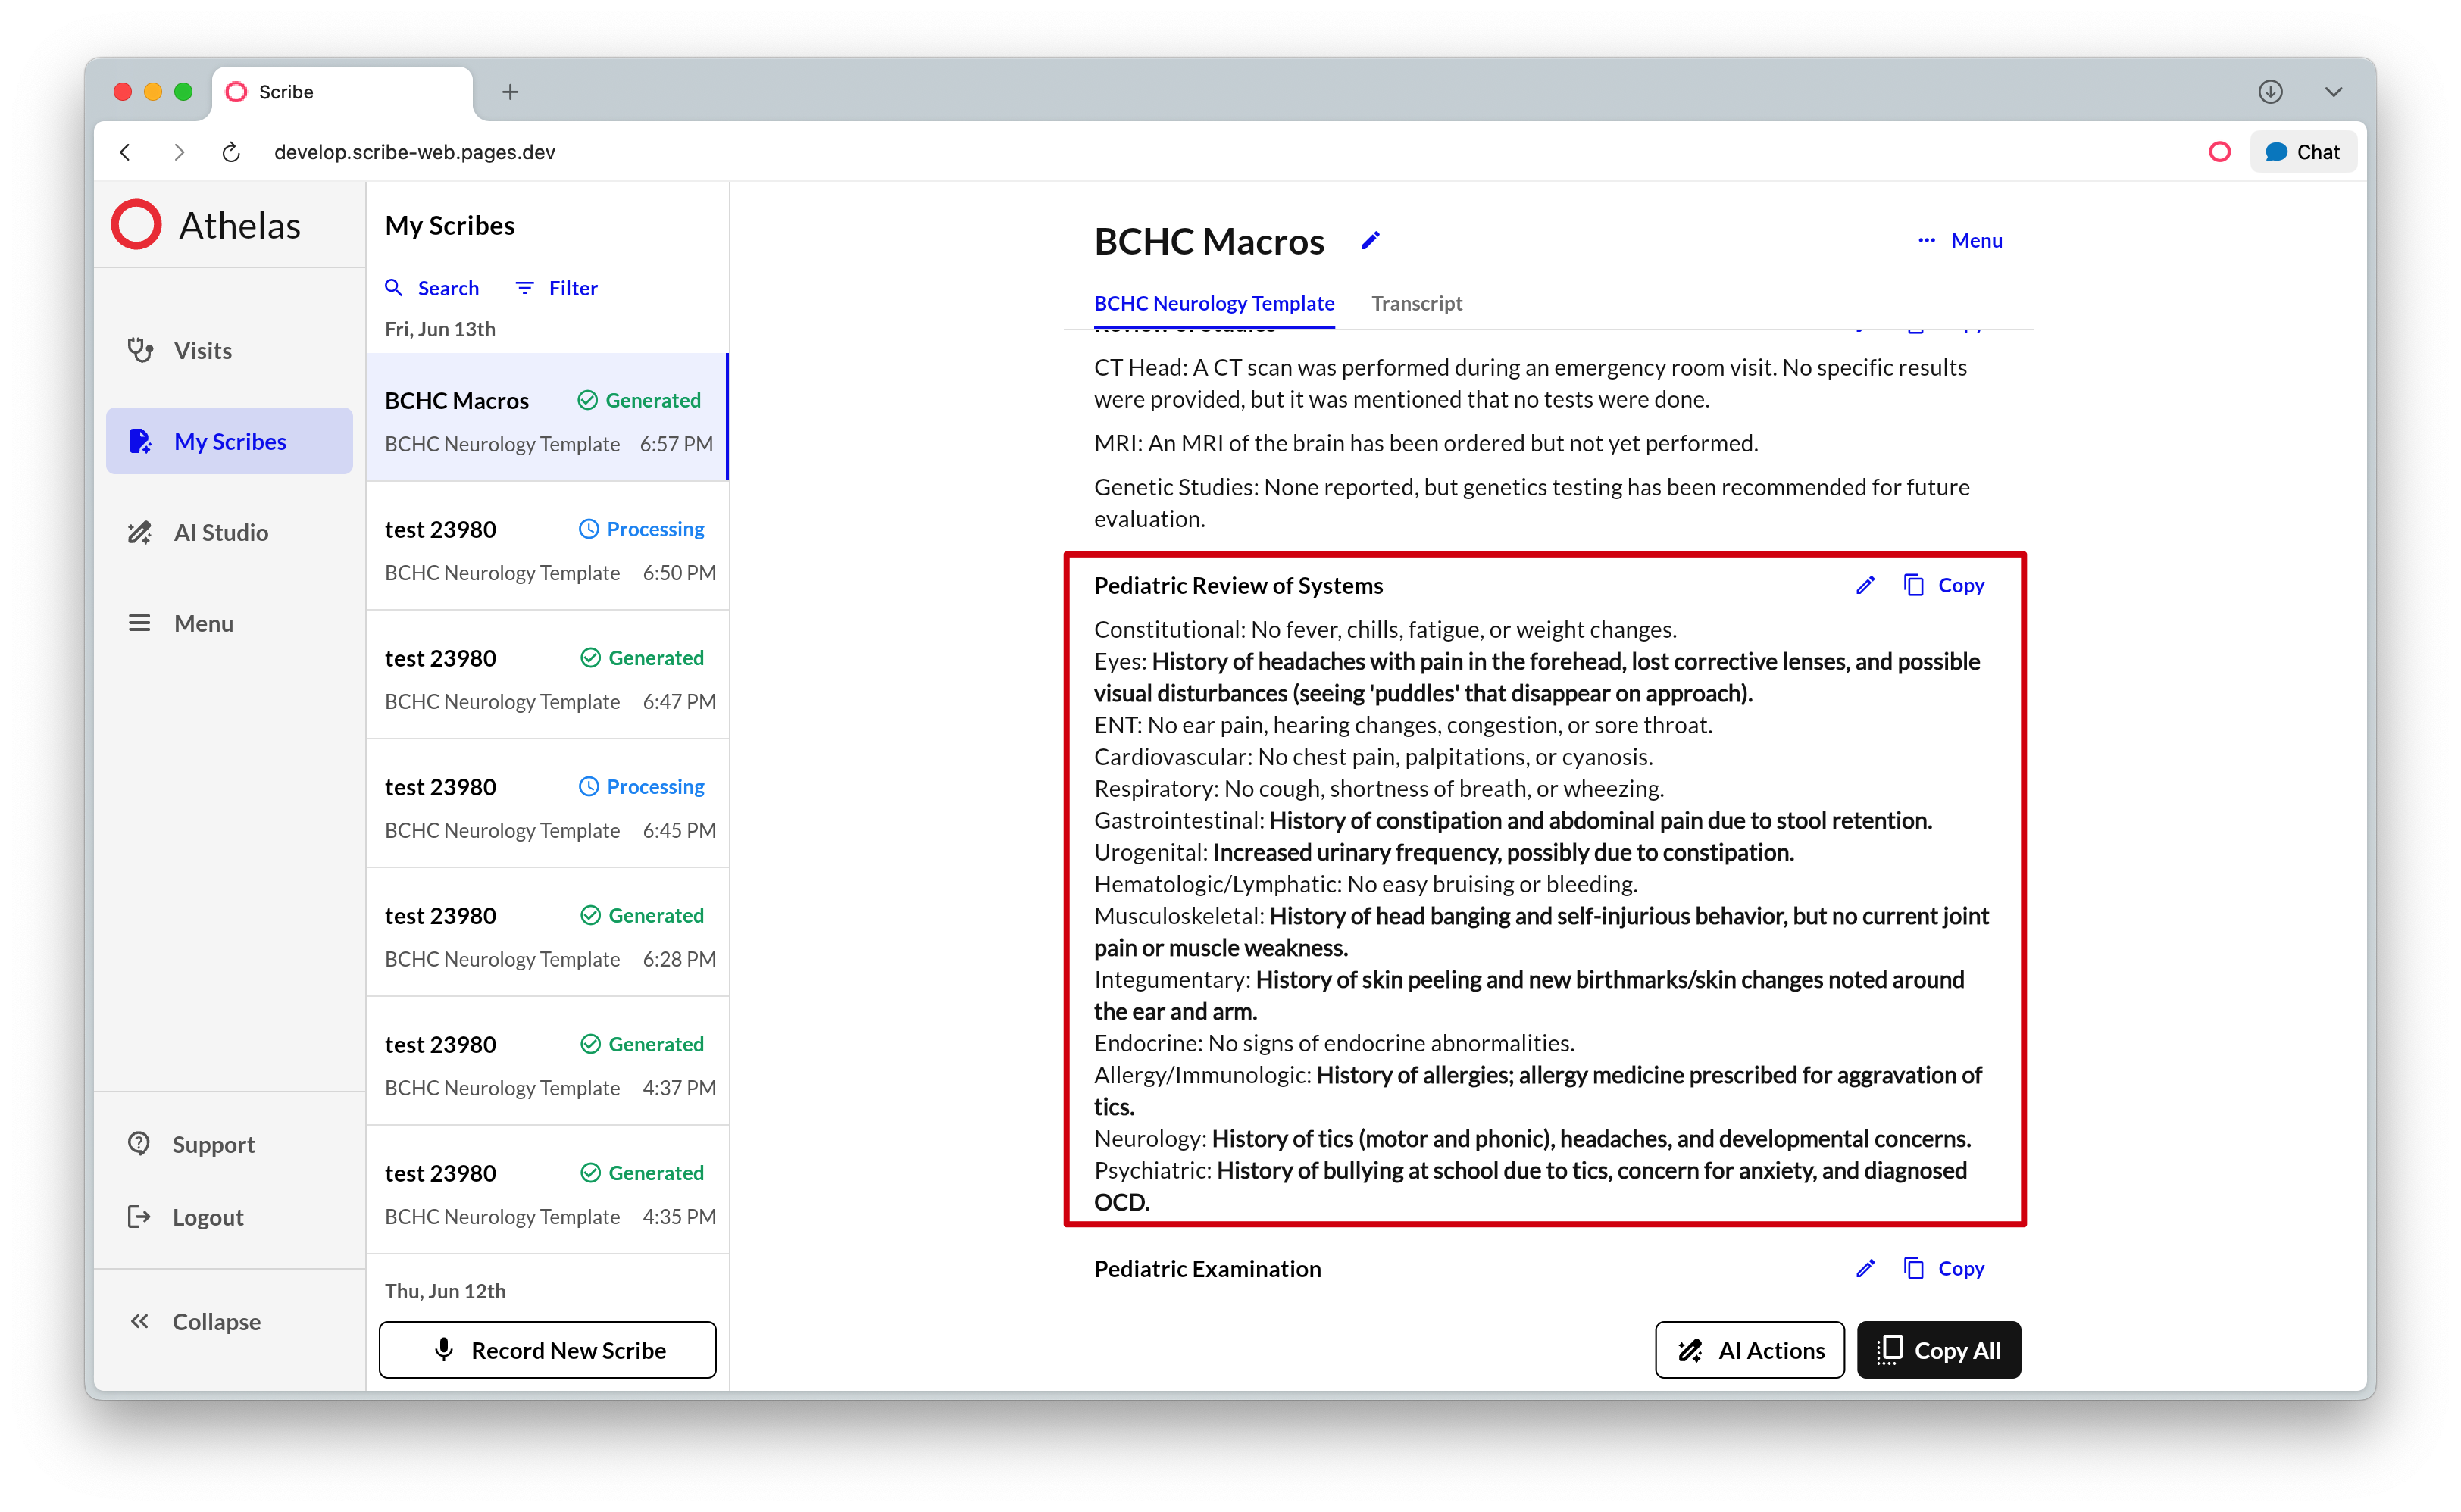 Scribe
develop.scribe-web.pages.dev
Chat
Athelas
Visits
My Scribes
AI Studio
Menu
Support
Logout
Collapse
My Scribes
Search
Filter
Fri, Jun 13th
BCHC Macros Generated
BCHC Neurology Template 6:57 PM
test 23980 Processing
BCHC Neurology Template 6:50 PM
test 23980 Generated
BCHC Neurology Template 6:47 PM
test 23980 Processing
BCHC Neurology Template 6:45 PM
test 23980 Generated
BCHC Neurology Template 6:28 PM
test 23980 Generated
BCHC Neurology Template 4:37 PM
test 23980 Generated
BCHC Neurology Template 4:35 PM
Thu, Jun 12th
Record New Scribe
BCHC Macros
Menu
BCHC Neurology Template
Transcript
CT Head: A CT scan was performed during an emergency room visit. No specific results
were provided, but it was mentioned that no tests were done.
MRI: An MRI of the brain has been ordered but not yet performed.
Genetic Studies: None reported, but genetics testing has been recommended for future
evaluation.
Pediatric Review of Systems
Copy
Constitutional: No fever, chills, fatigue, or weight changes.
Eyes: History of headaches with pain in the forehead, lost corrective lenses, and possible
visual disturbances (seeing 'puddles' that disappear on approach).
ENT: No ear pain, hearing changes, congestion, or sore throat.
Cardiovascular: No chest pain, palpitations, or cyanosis.
Respiratory: No cough, shortness of breath, or wheezing.
Gastrointestinal: History of constipation and abdominal pain due to stool retention.
Urogenital: Increased urinary frequency, possibly due to constipation.
Hematologic/Lymphatic: No easy bruising or bleeding.
Musculoskeletal: History of head banging and self-injurious behavior, but no current joint
pain or muscle weakness.
Integumentary: History of skin peeling and new birthmarks/skin changes noted around
the ear and arm.
Endocrine: No signs of endocrine abnormalities.
Allergy/Immunologic: History of allergies; allergy medicine prescribed for aggravation of
tics.
Neurology: History of tics (motor and phonic), headaches, and developmental concerns.
Psychiatric: History of bullying at school due to tics, concern for anxiety, and diagnosed
OCD.
Pediatric Examination
Copy
AI Actions
Copy All